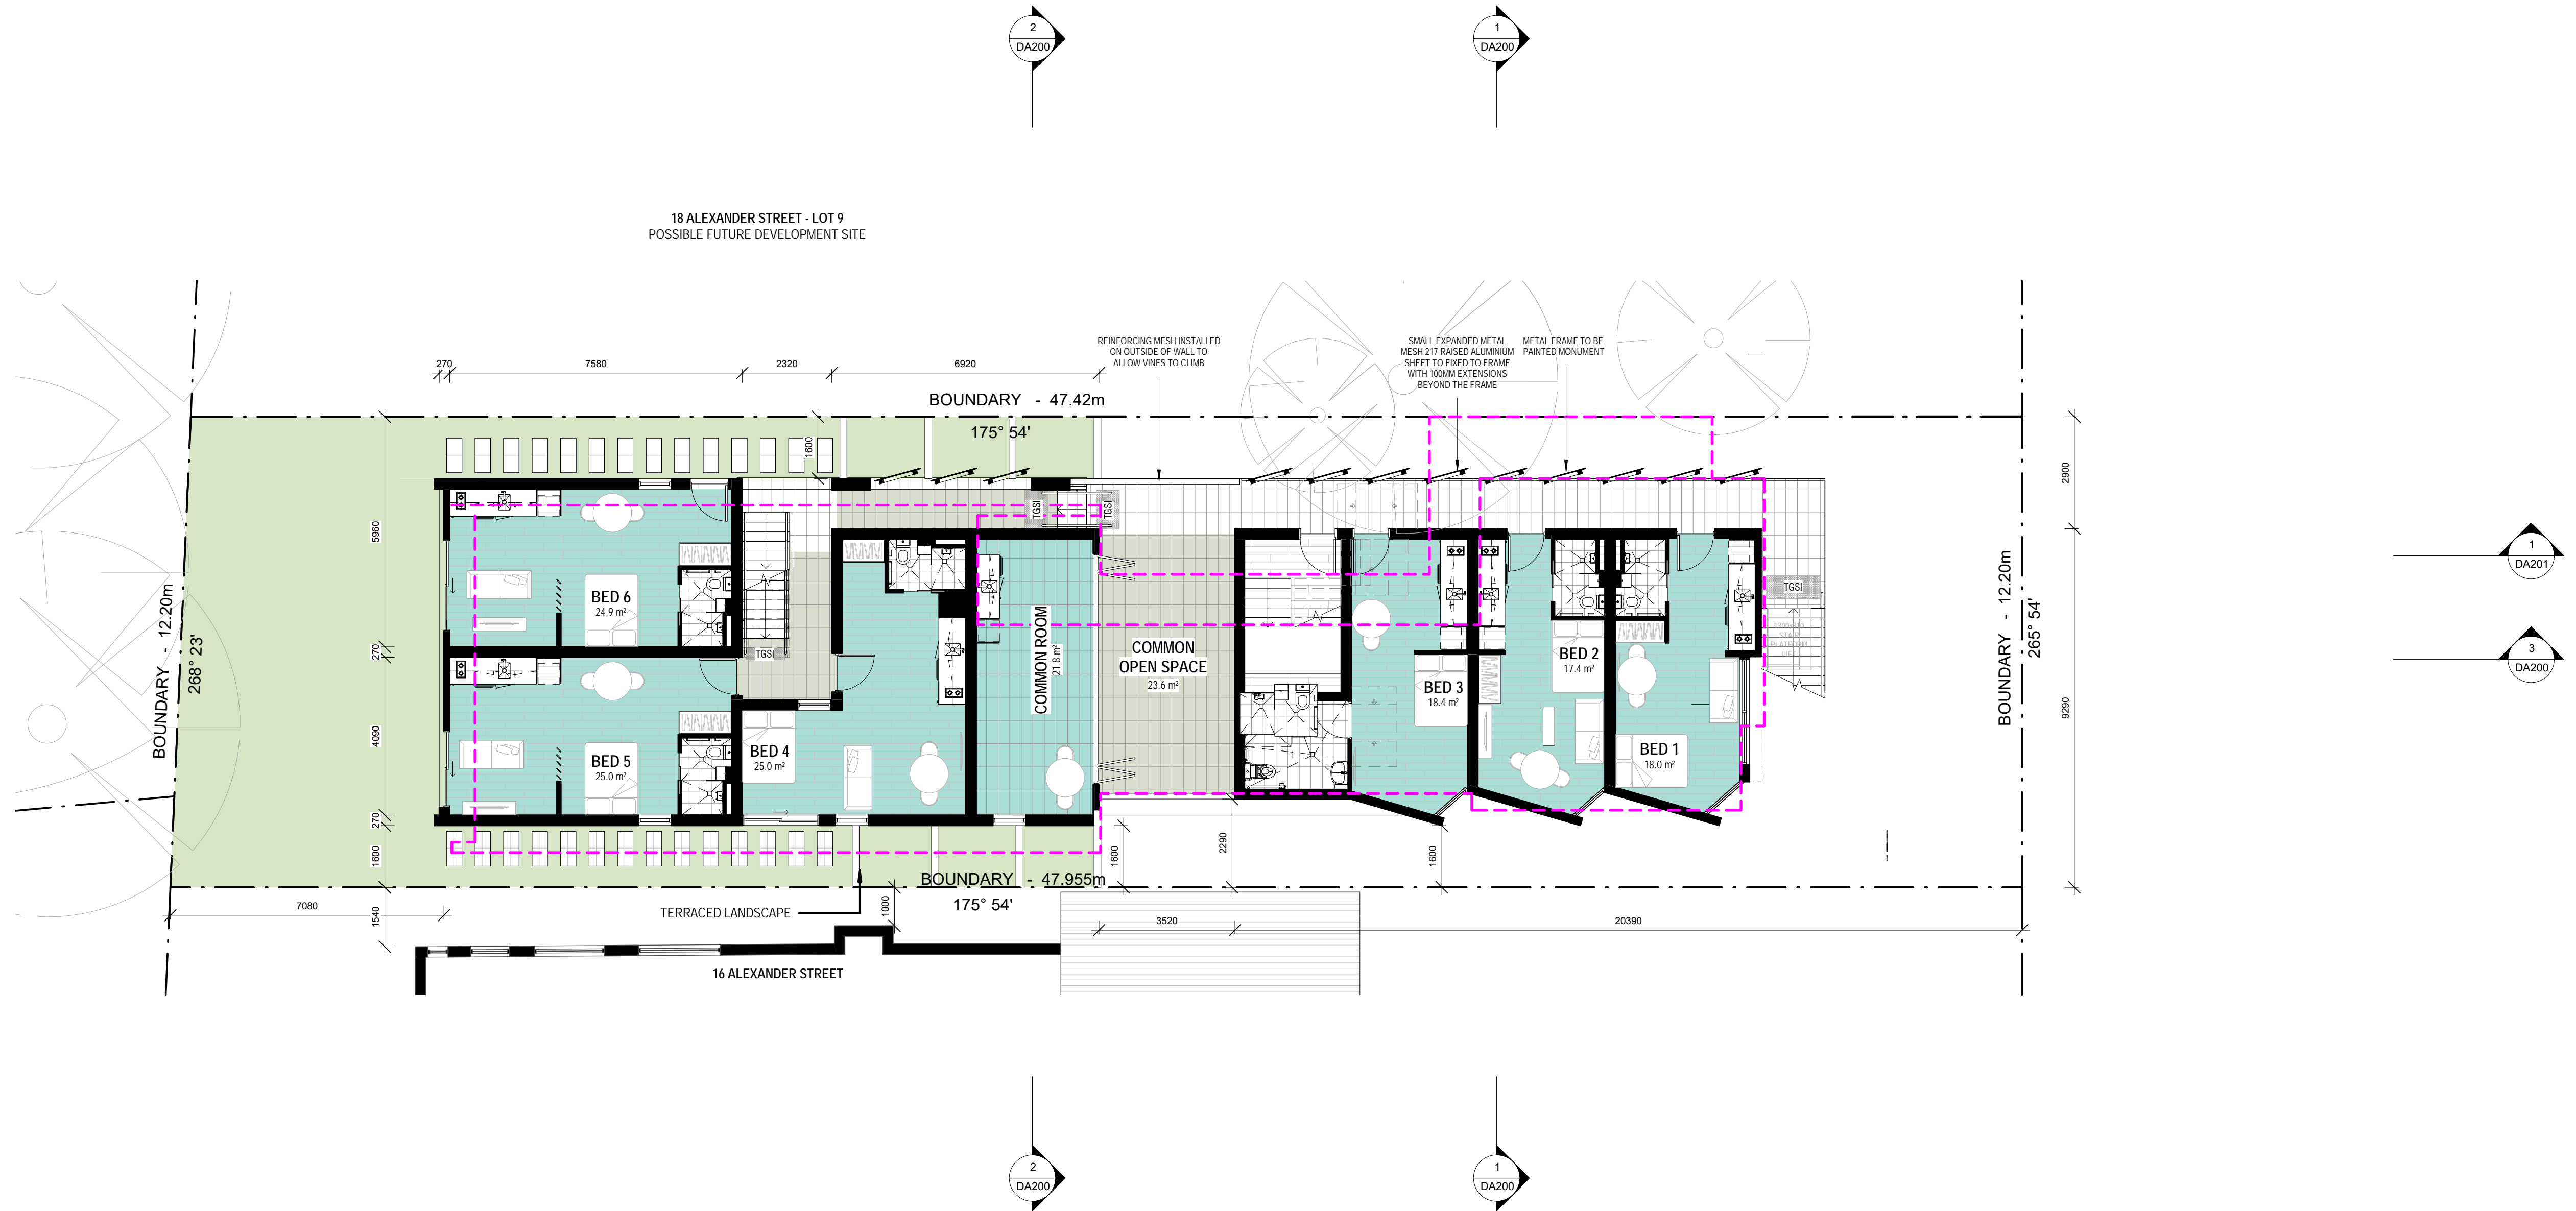 2
DA200
1
DA200
18 ALEXANDER STREET - LOT 9
POSSIBLE FUTURE DEVELOPMENT SITE
REINFORCING MESH INSTALLED
ON OUTSIDE OF WALL TO
ALLOW VINES TO CLIMB
SMALL EXPANDED METAL
MESH 217 RAISED ALUMINIUM
SHEET TO FIXED TO FRAME
WITH 100MM EXTENSIONS
BEYOND THE FRAME
METAL FRAME TO BE
PAINTED MONUMENT
270
7580
2320
6920
BOUNDARY - 47.42m
175° 54'
1600
2900
5960
270
4090
270
1600
1540
BOUNDARY - 12.20m
268° 23'
TGSI
TGSI
BED 6
24.9 m²
TGSI
BED 5
25.0 m²
BED 4
25.0 m²
COMMON ROOM
21.8 m²
COMMON
OPEN SPACE
23.6 m²
BED 3
18.4 m²
BED 2
17.4 m²
BED 1
18.0 m²
TGSI
STAIR
PLATFORM
LIFT
BOUNDARY - 12.20m
265° 54'
9290
1
DA201
3
DA200
1600
2290
1600
BOUNDARY - 47.955m
175° 54'
7080
TERRACED LANDSCAPE
1000
3520
20390
16 ALEXANDER STREET
2
DA200
1
DA200